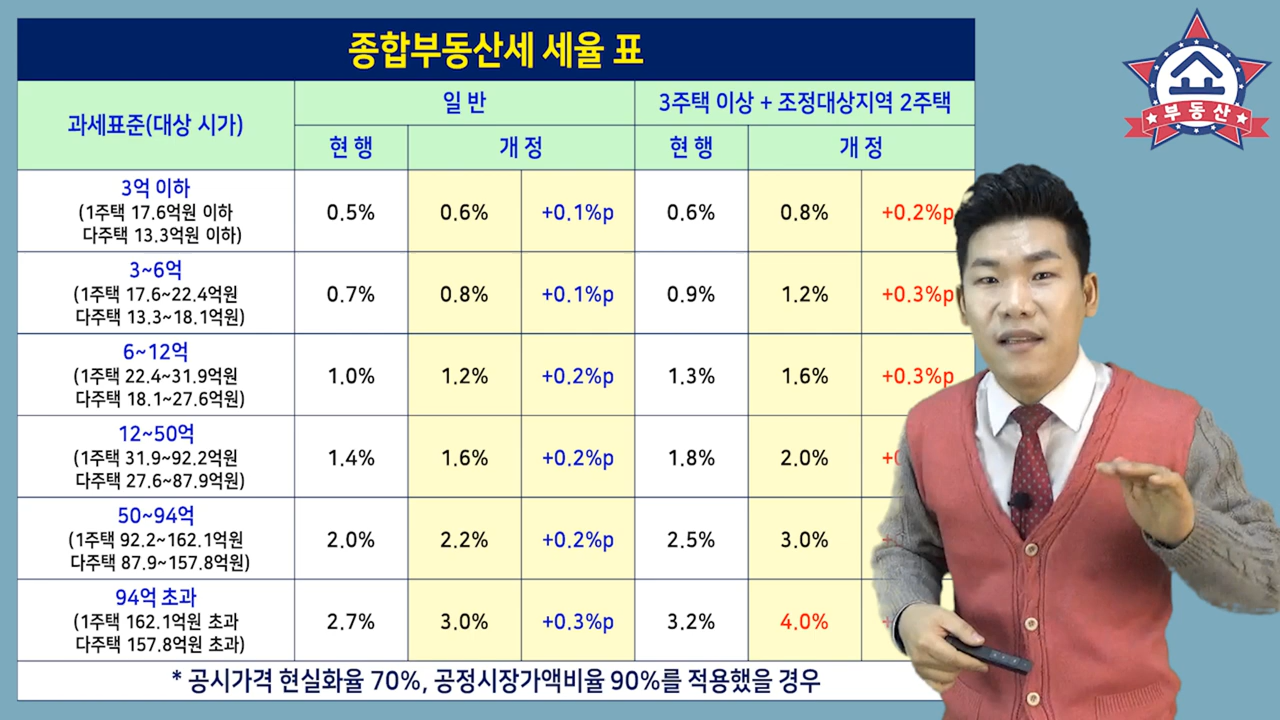 종합부동산세 세율 표
부동산
과세표준(대상 시가)
일 반
3주택 이상 + 조정대상지역 2주택
현 행
개 정
현 행
개 정
3억 이하
(1주택 17.6억원 이하
다주택 13.3억원 이하)
0.5%
0.6%
+0.1%p
0.6%
0.8%
+0.2%p
3~6억
(1주택 17.6~22.4억원
다주택 13.3~18.1억원)
0.7%
0.8%
+0.1%p
0.9%
1.2%
+0.3%p
6~12억
(1주택 22.4~31.9억원
다주택 18.1~27.6억원)
1.0%
1.2%
+0.2%p
1.3%
1.6%
+0.3%p
12~50억
(1주택 31.9~92.2억원
다주택 27.6~87.9억원)
1.4%
1.6%
+0.2%p
1.8%
2.0%
50~94억
(1주택 92.2~162.1억원
다주택 87.9~157.8억원)
2.0%
2.2%
+0.2%p
2.5%
3.0%
94억 초과
(1주택 162.1억원 초과
다주택 157.8억원 초과)
2.7%
3.0%
+0.3%p
3.2%
4.0%
* 공시가격 현실화율 70%, 공정시장가액비율 90%를 적용했을 경우